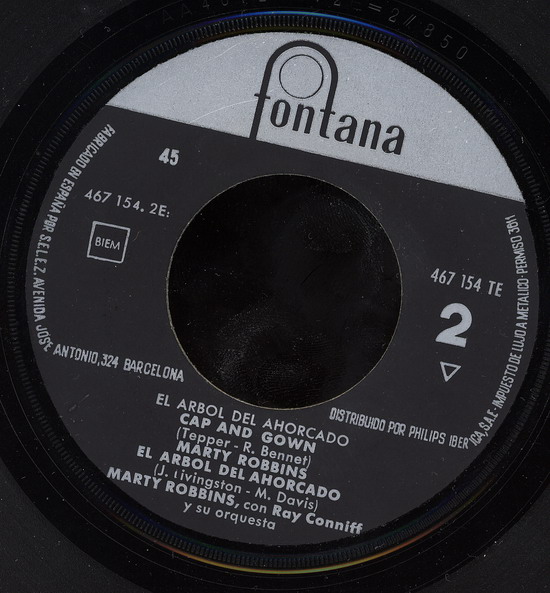 fontana
45
467 154. 2E:
BIEM
467 154 TE
2
EL ARBOL DEL AHORCADO
CAP AND GOWN
(Tepper - R. Bennet)
MARTY ROBBINS
EL ARBOL DEL AHORCADO
(J. Livingston - M. Davis)
MARTY ROBBINS, con Ray Conniff
y su orquesta
FABRICADO EN ESPAÑA POR S.E.L.E.Z. AVENIDA JOSE ANTONIO, 324 BARCELONA
DISTRIBUIDO POR PHILIPS IBERICA, S.A.E - IMPUESTO DE LUJO A METALICO - PERMISO 3611